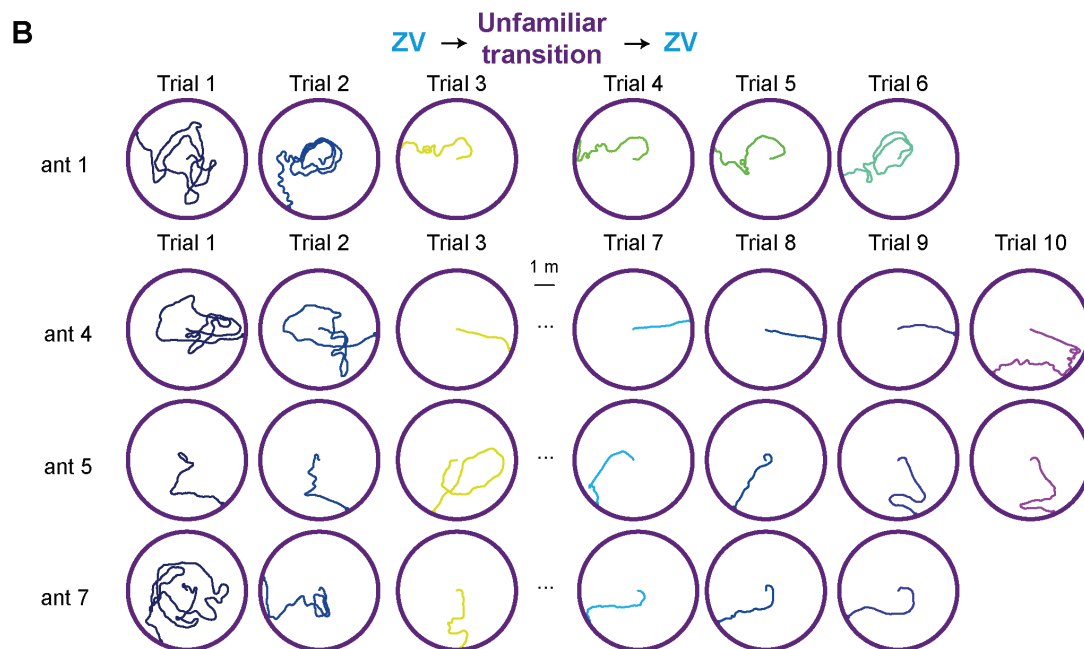 B
ZV → Unfamiliar transition → ZV
Trial 1 Trial 2 Trial 3 Trial 4 Trial 5 Trial 6
ant 1
Trial 1 Trial 2 Trial 3 Trial 7 Trial 8 Trial 9 Trial 10
1 m
ant 4 ...
ant 5 ...
ant 7 ...